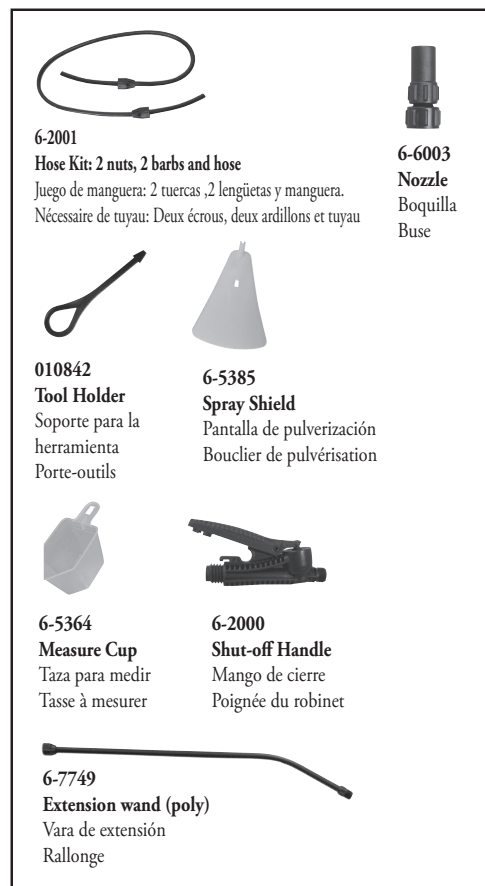 6-2001
Hose Kit: 2 nuts, 2 barbs and hose
Juego de manguera: 2 tuercas ,2 lengüetas y manguera.
Nécessaire de tuyau: Deux écrous, deux ardillons et tuyau
6-6003
Nozzle
Boquilla
Buse
010842
Tool Holder
Soporte para la
herramienta
Porte-outils
6-5385
Spray Shield
Pantalla de pulverización
Bouclier de pulvérisation
6-5364
Measure Cup
Taza para medir
Tasse à mesurer
6-2000
Shut-off Handle
Mango de cierre
Poignée du robinet
6-7749
Extension wand (poly)
Vara de extensión
Rallonge